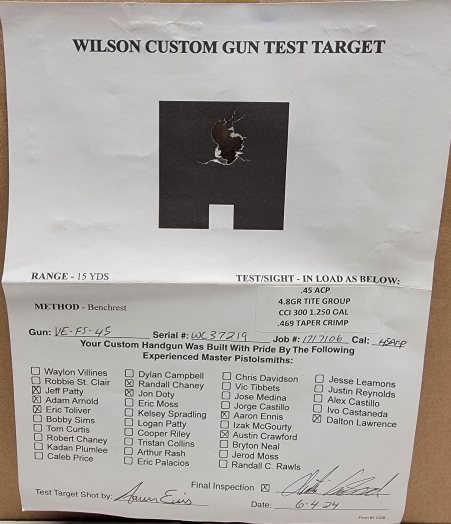 WILSON CUSTOM GUN TEST TARGET
RANGE - 15 YDS
TEST/SIGHT - IN LOAD AS BELOW:
.45 ACP
4.8GR TITE GROUP
CCI 300 1.250 OAL
.469 TAPER CRIMP
METHOD - Benchrest
Gun: VE-FS-45 Serial #: WC37219 Job #: 1717106 Cal: .45ACP
Your Custom Handgun Was Built With Pride By The Following
Experienced Master Pistolsmiths:
Waylon Villines
Robbie St. Clair
Jeff Patty
Adam Arnold
Eric Toliver
Bobby Sims
Tom Curtis
Robert Chaney
Kadan Plumlee
Caleb Price
Dylan Campbell
Randall Chaney
Jon Doty
Eric Moss
Kelsey Spradling
Logan Patty
Cooper Riley
Tristan Collins
Arthur Rash
Eric Palacios
Chris Davidson
Vic Tibbets
Jose Medina
Jorge Castillo
Aaron Ennis
Izak McGourty
Austin Crawford
Bryton Neal
Jerod Moss
Randall C. Rawls
Jesse Leamons
Justin Reynolds
Alex Castillo
Ivo Castaneda
Dalton Lawrence
Final Inspection
Test Target Shot by:
Date: 6-4-24